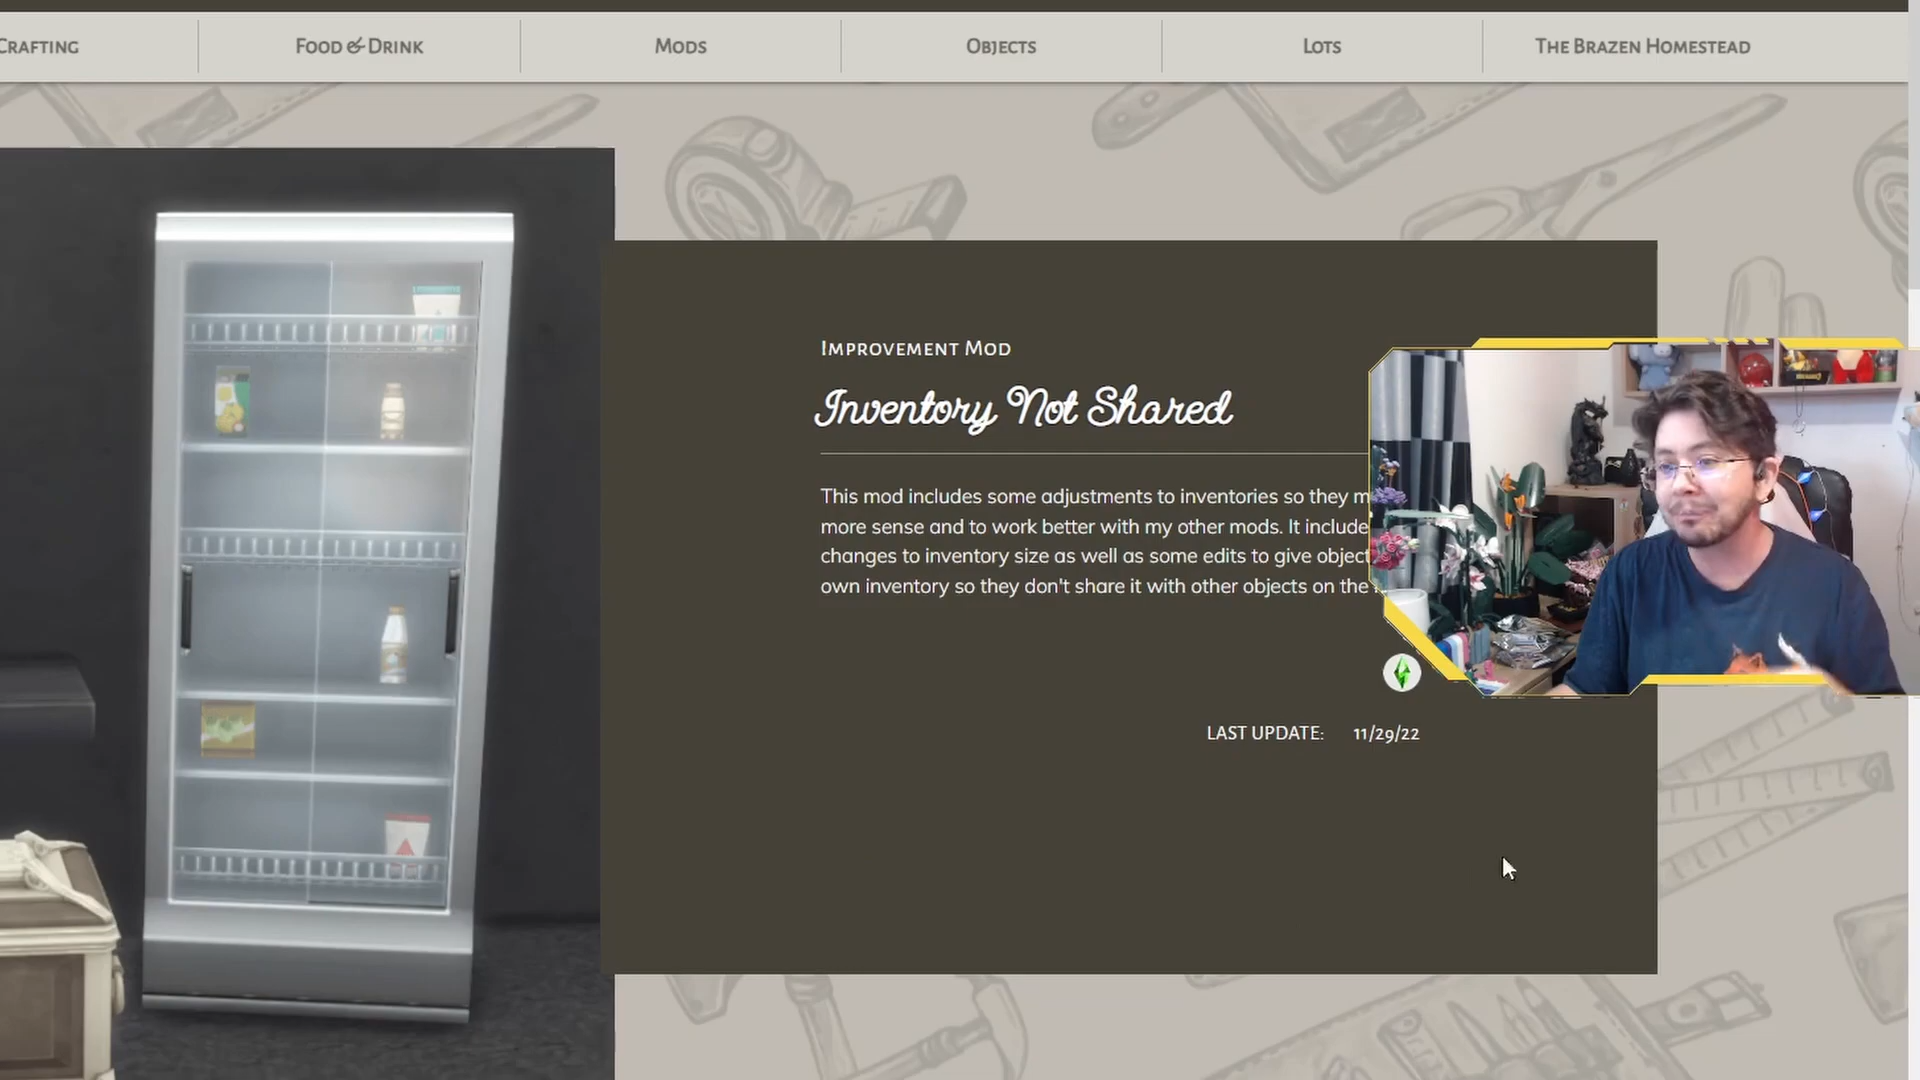 Crafting
Food & Drink
Mods
Objects
Lots
The Brazen Homestead
Improvement Mod
Inventory Not Shared
This mod includes some adjustments to inventories so they
more sense and to work better with my other mods. It include
changes to inventory size as well as some edits to give object
own inventory so they don't share it with other objects on the
LAST UPDATE: 11/29/22